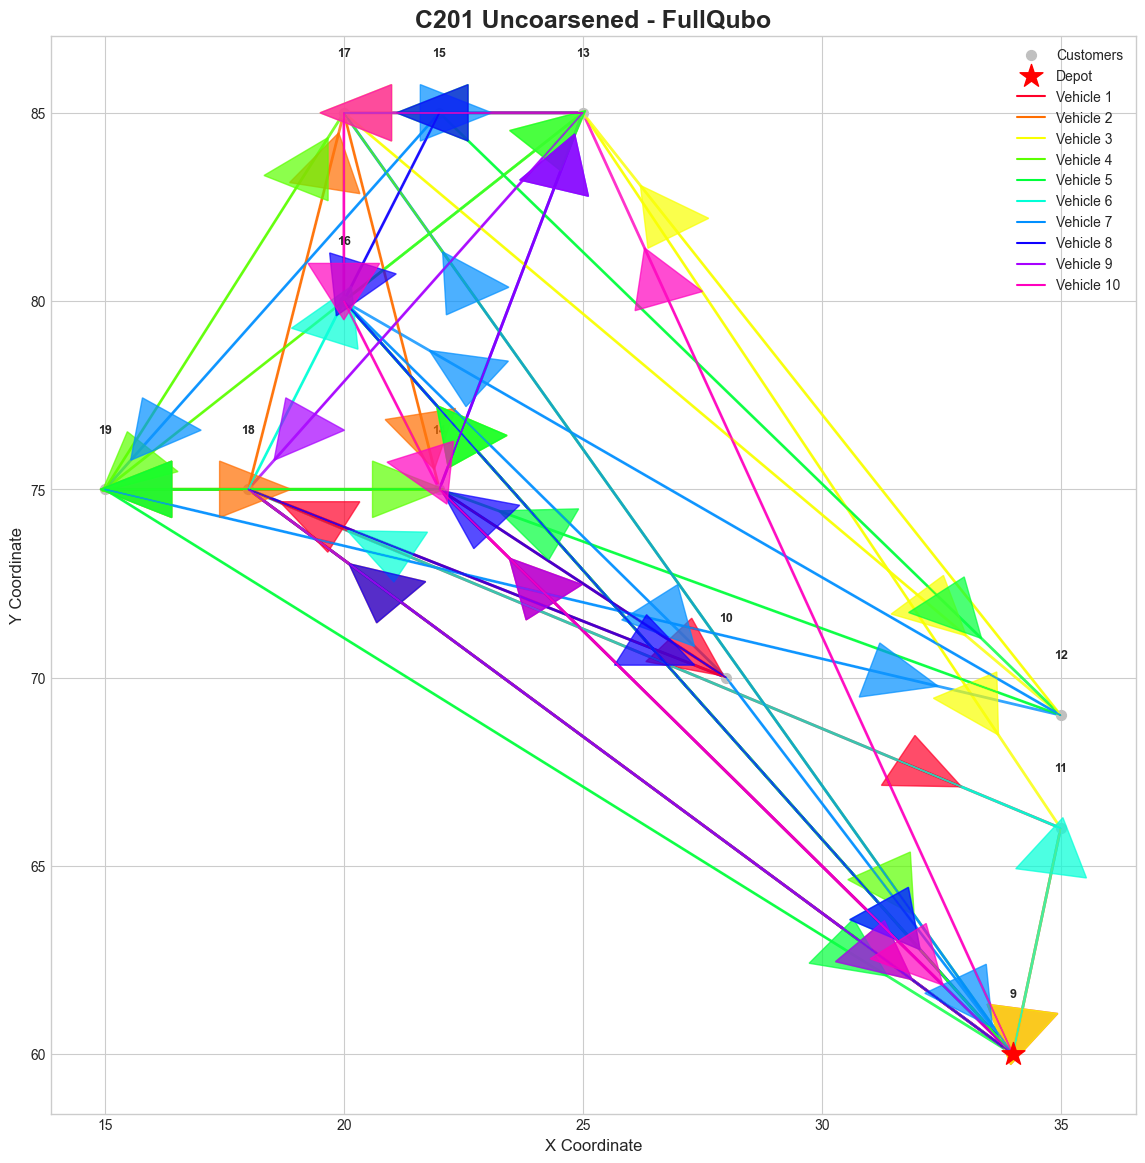 C201 Uncoarsened - FullQubo
17
15
13
Customers
Depot
Vehicle 1
Vehicle 2
Vehicle 3
Vehicle 4
Vehicle 5
Vehicle 6
Vehicle 7
Vehicle 8
Vehicle 9
Vehicle 10
16
19
18
10
12
11
9
85
80
75
70
65
60
Y Coordinate
15
20
25
30
35
X Coordinate